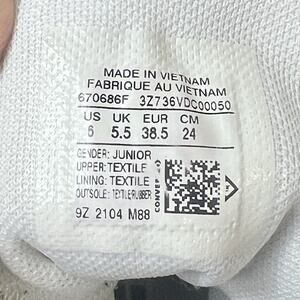 MADE IN VIETNAM
FABRIQUE AU VIETNAM
670686F 3Z736VDC00050
US UK EUR CM
6 5.5 38.5 24
GENDER: JUNIOR
UPPER:TEXTILE
LINING: TEXTILE
OUTSOLE: TEXTILE-RUBBER
9Z 2104 M88